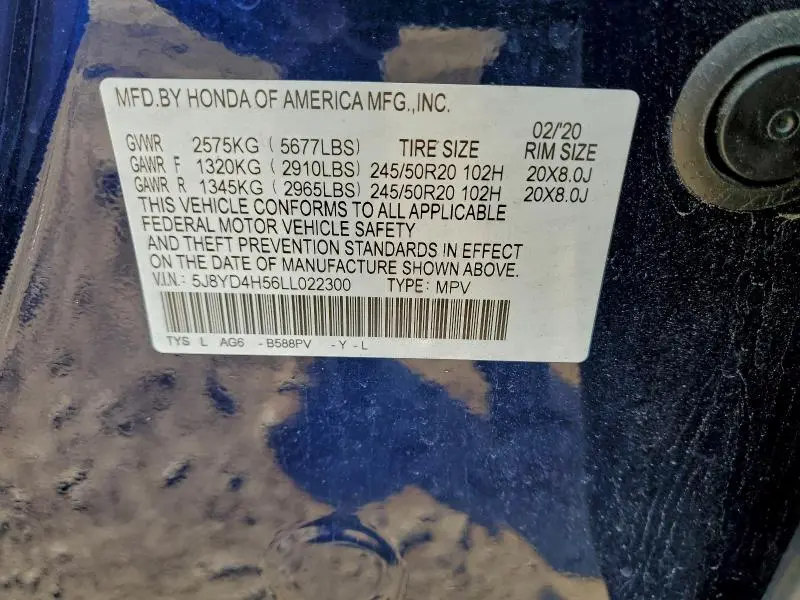 MFD.BY HONDA OF AMERICA MFG.,INC.
02/'20
GVWR 2575KG (5677LBS) TIRE SIZE RIM SIZE
GAWR F 1320KG (2910LBS) 245/50R20 102H 20X8.0J
GAWR R 1345KG (2965LBS) 245/50R20 102H 20X8.0J
THIS VEHICLE CONFORMS TO ALL APPLICABLE
FEDERAL MOTOR VEHICLE SAFETY
AND THEFT PREVENTION STANDARDS IN EFFECT
ON THE DATE OF MANUFACTURE SHOWN ABOVE.
V.I.N.: 5J8YD4H56LL022300 TYPE: MPV
TYS L AG6 -B588PV -Y-L